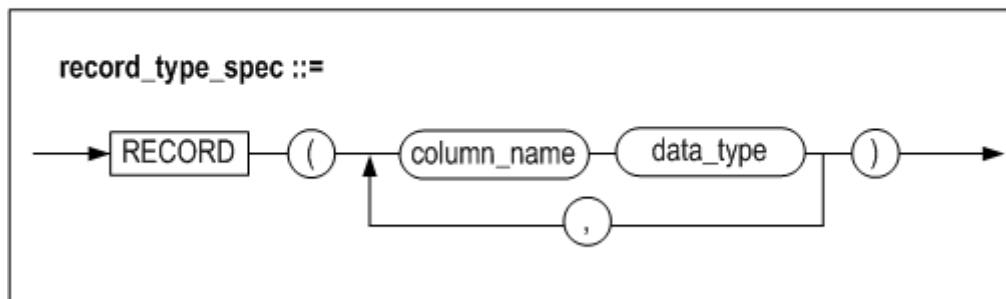 record_type_spec ::=
RECORD ( column_name data_type )
,